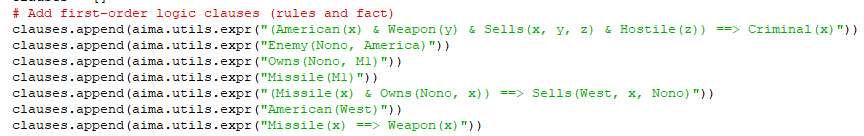 # Add first-order logic clauses (rules and fact)
clauses.append(aima.utils.expr("(American(x) & Weapon(y) & Sells(x, y, z) & Hostile(z)) ==> Criminal(x)"))
clauses.append(aima.utils.expr("Enemy(Nono, America)"))
clauses.append(aima.utils.expr("Owns(Nono, M1)"))
clauses.append(aima.utils.expr("Missile(M1)"))
clauses.append(aima.utils.expr("(Missile(x) & Owns(Nono, x)) ==> Sells(West, x, Nono)"))
clauses.append(aima.utils.expr("American(West)"))
clauses.append(aima.utils.expr("Missile(x) ==> Weapon(x)"))